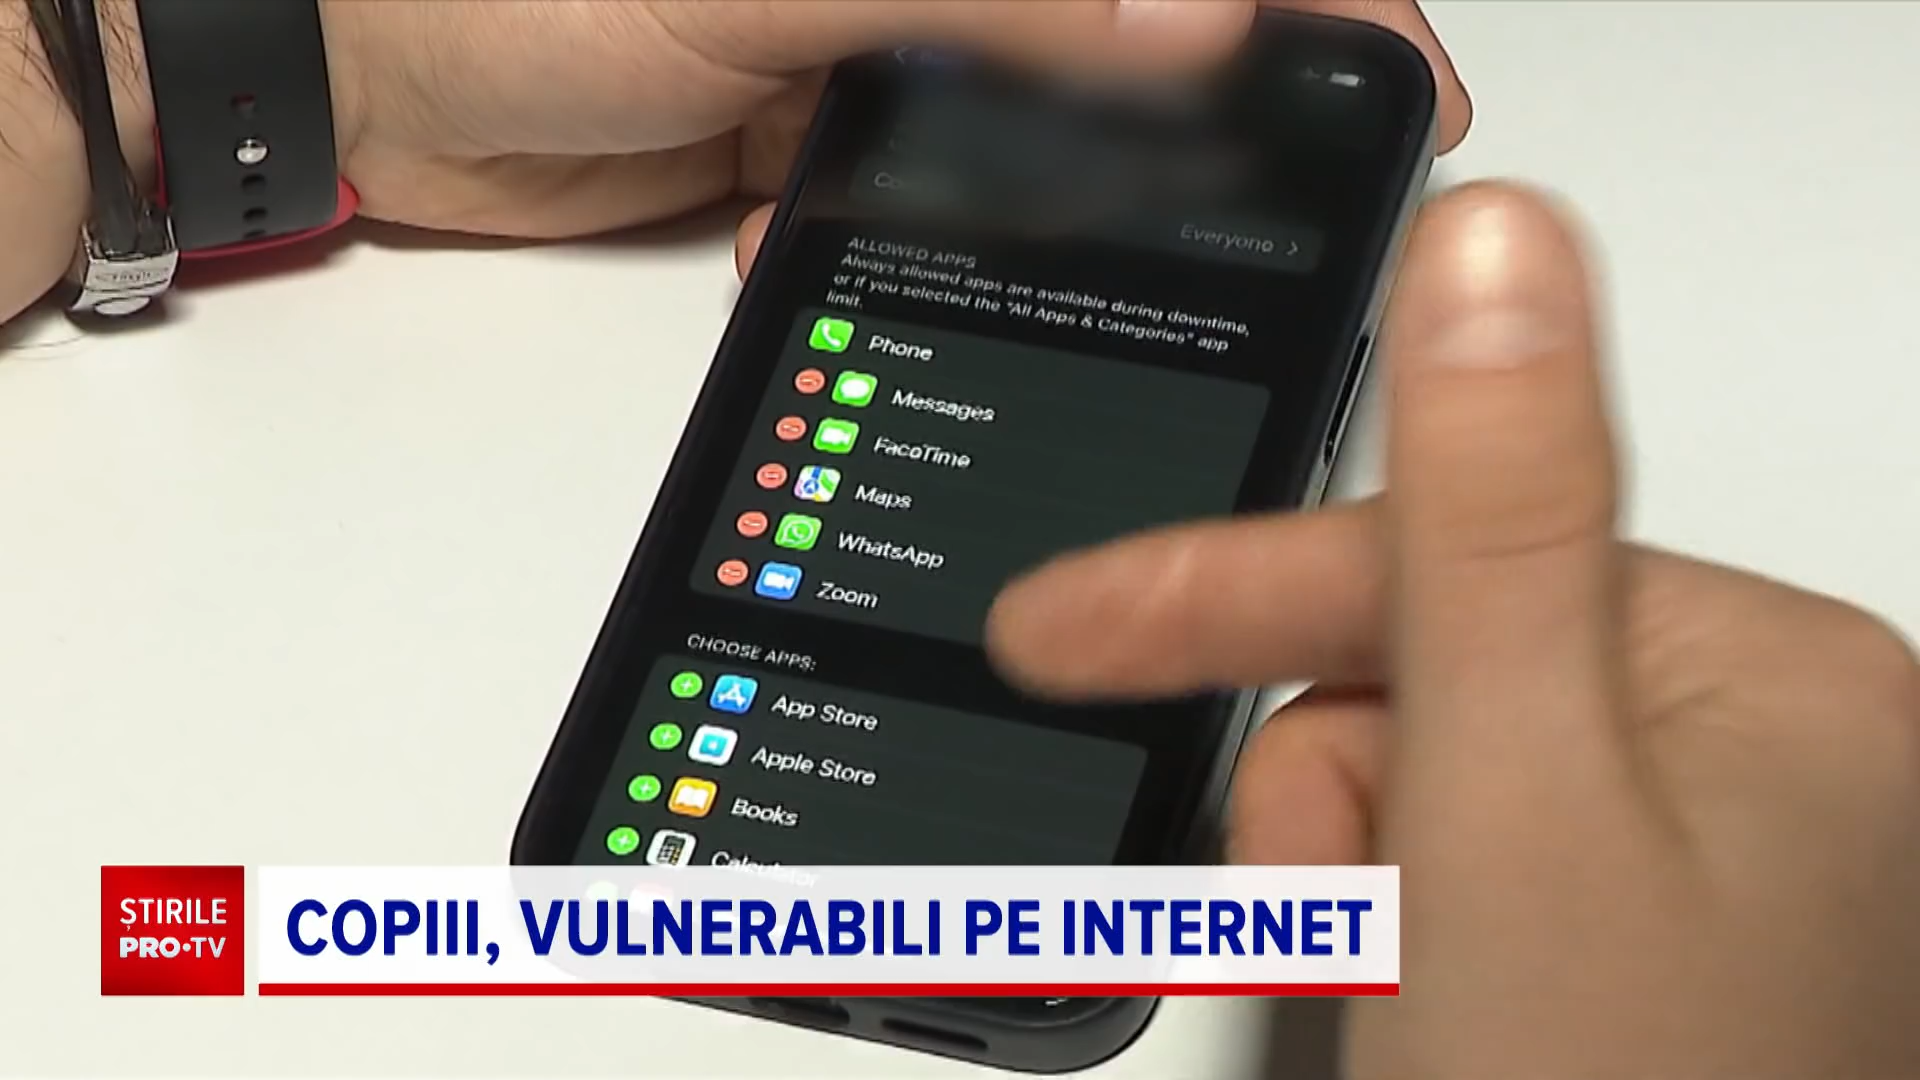 Everyone
ALLOWED APPS
Always allowed apps are available during downtime,
or if you selected the "All Apps & Categories" app
limit.
Phone
Messages
FaceTime
Maps
WhatsApp
Zoom
CHOOSE APPS:
App Store
Apple Store
Books
Calculator
ȘTIRILE
PRO•TV
COPIII, VULNERABILI PE INTERNET